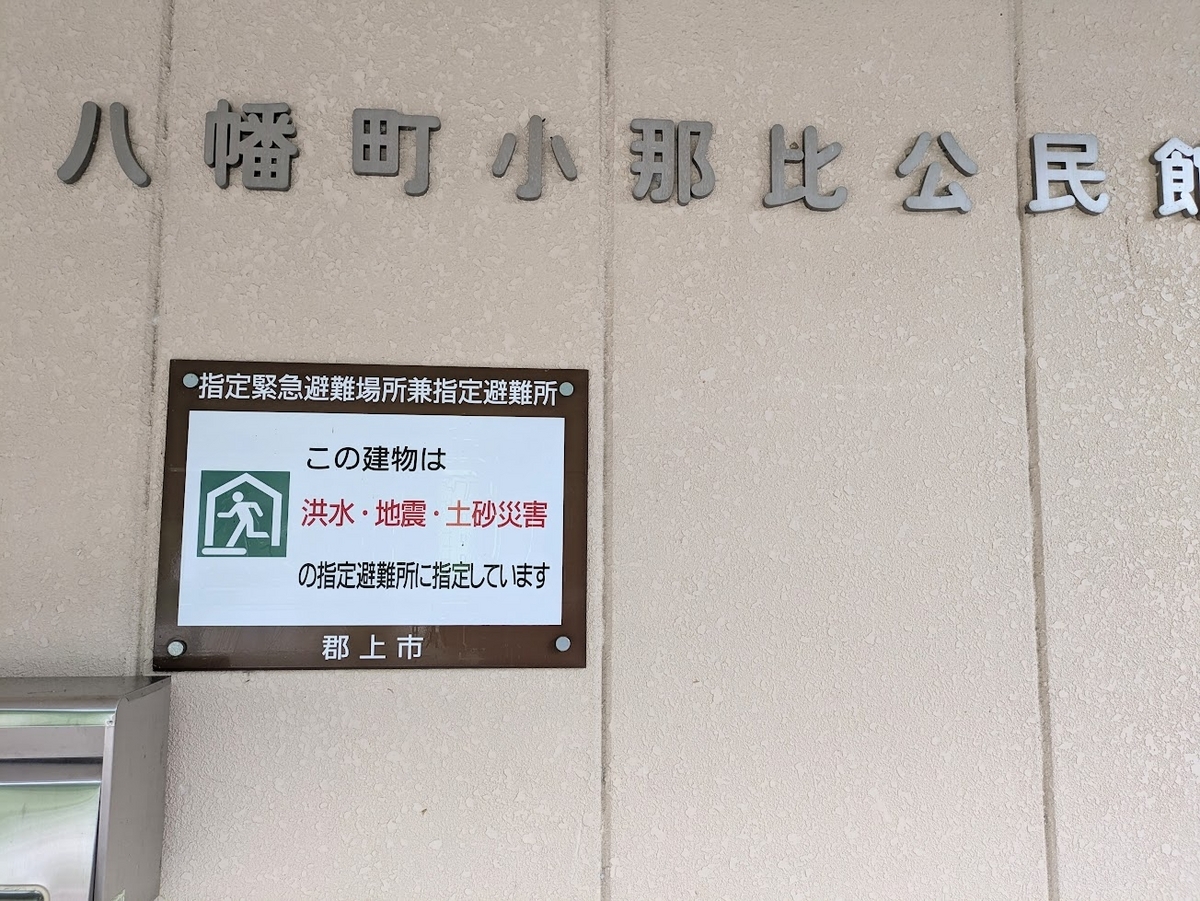 八幡町小那比公民館
指定緊急避難場所兼指定避難所
この建物は
洪水・地震・土砂災害
の指定避難所に指定しています
郡上市